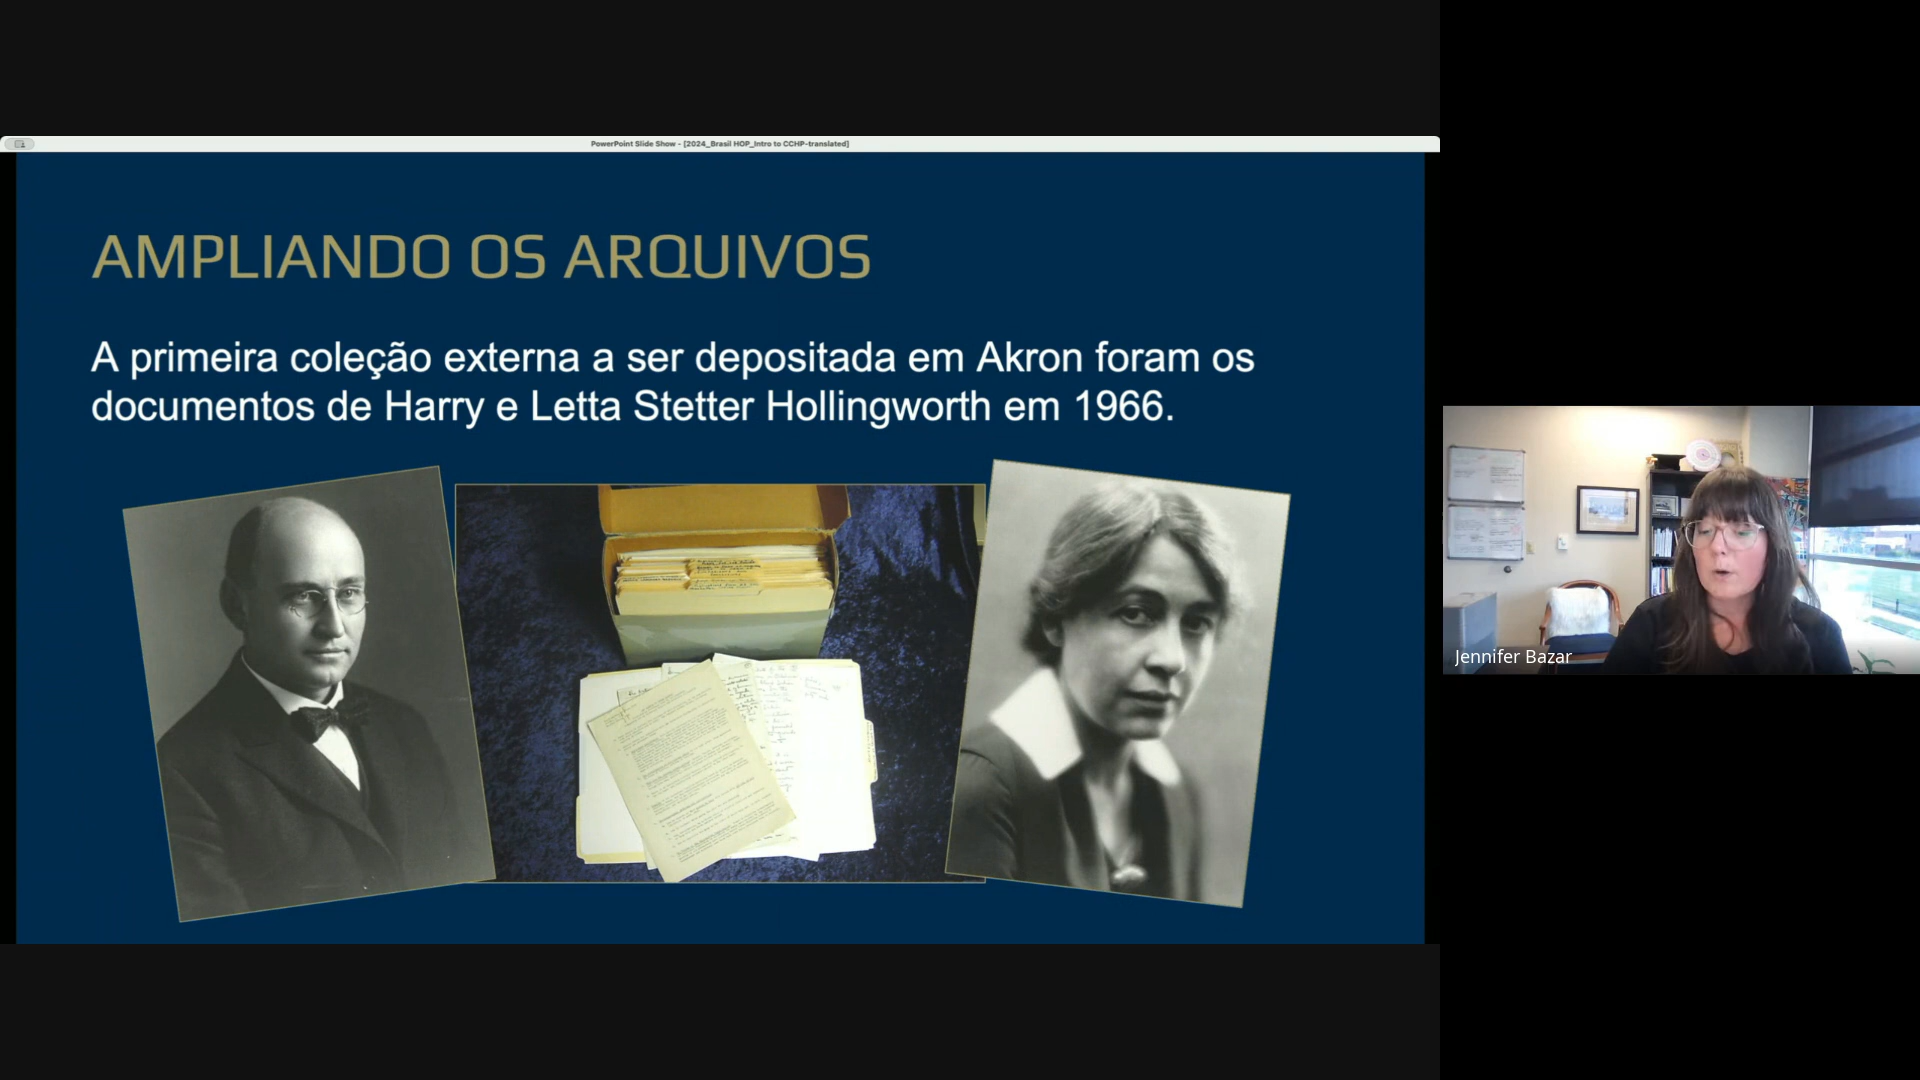 PowerPoint Slide Show - [2024_Brasil HOP_Intro to CCHP-translated]
AMPLIANDO OS ARQUIVOS
A primeira coleção externa a ser depositada em Akron foram os
documentos de Harry e Letta Stetter Hollingworth em 1966.
Jennifer Bazar